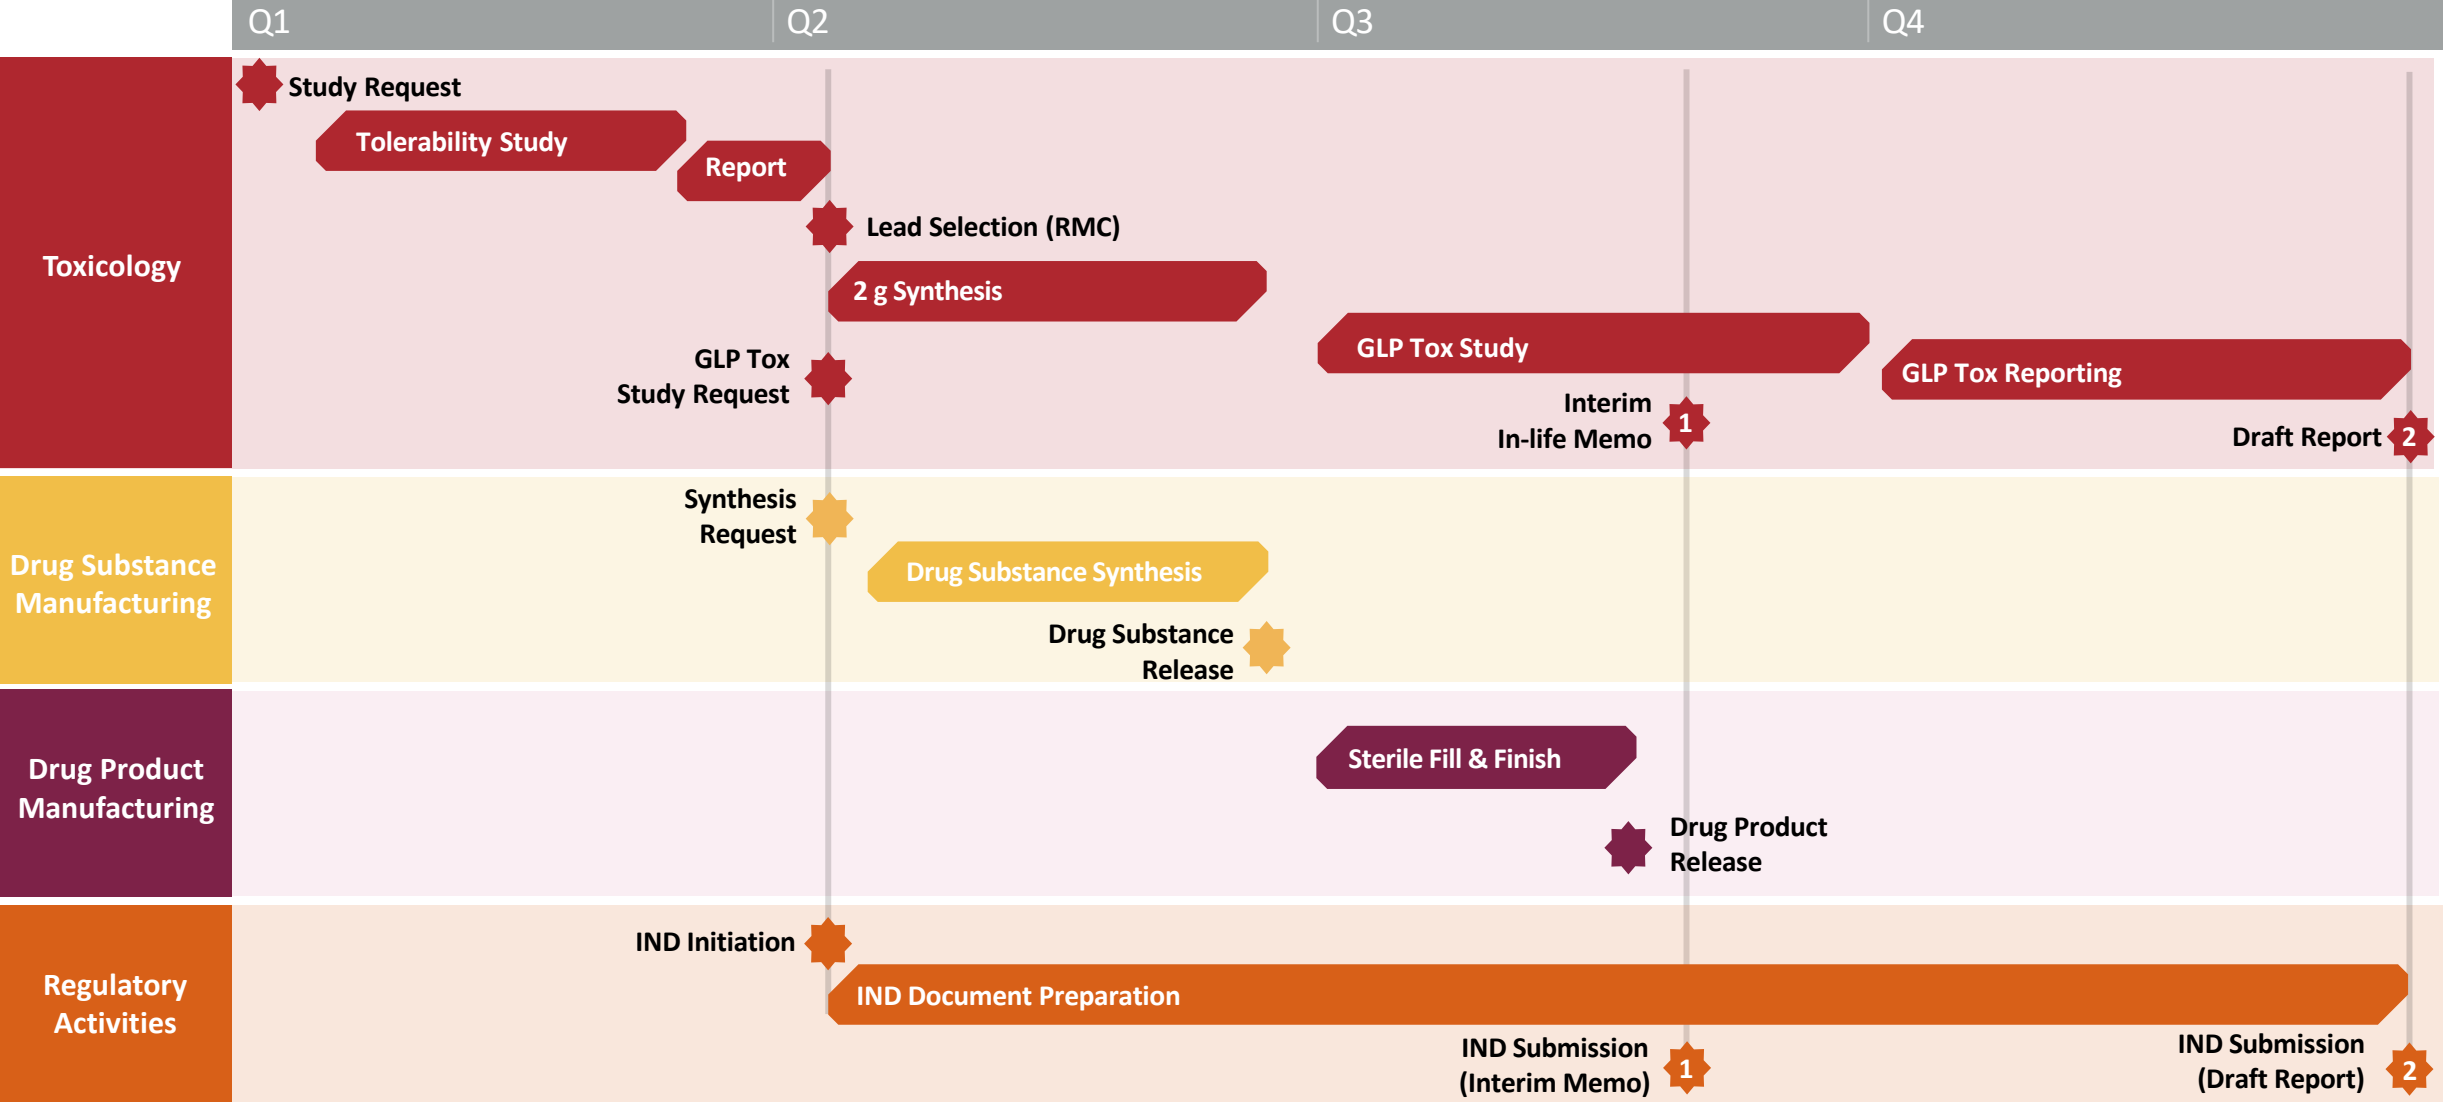 Q1
Q2
Q3
Q4
Toxicology
Study Request
Tolerability Study
Report
Lead Selection (RMC)
2 g Synthesis
GLP Tox
Study Request
GLP Tox Study
GLP Tox Reporting
Interim
In-life Memo
1
Draft Report
2
Drug Substance
Manufacturing
Synthesis
Request
Drug Substance Synthesis
Drug Substance
Release
Drug Product
Manufacturing
Sterile Fill & Finish
Drug Product
Release
Regulatory
Activities
IND Initiation
IND Document Preparation
IND Submission
(Interim Memo)
1
IND Submission
(Draft Report)
2